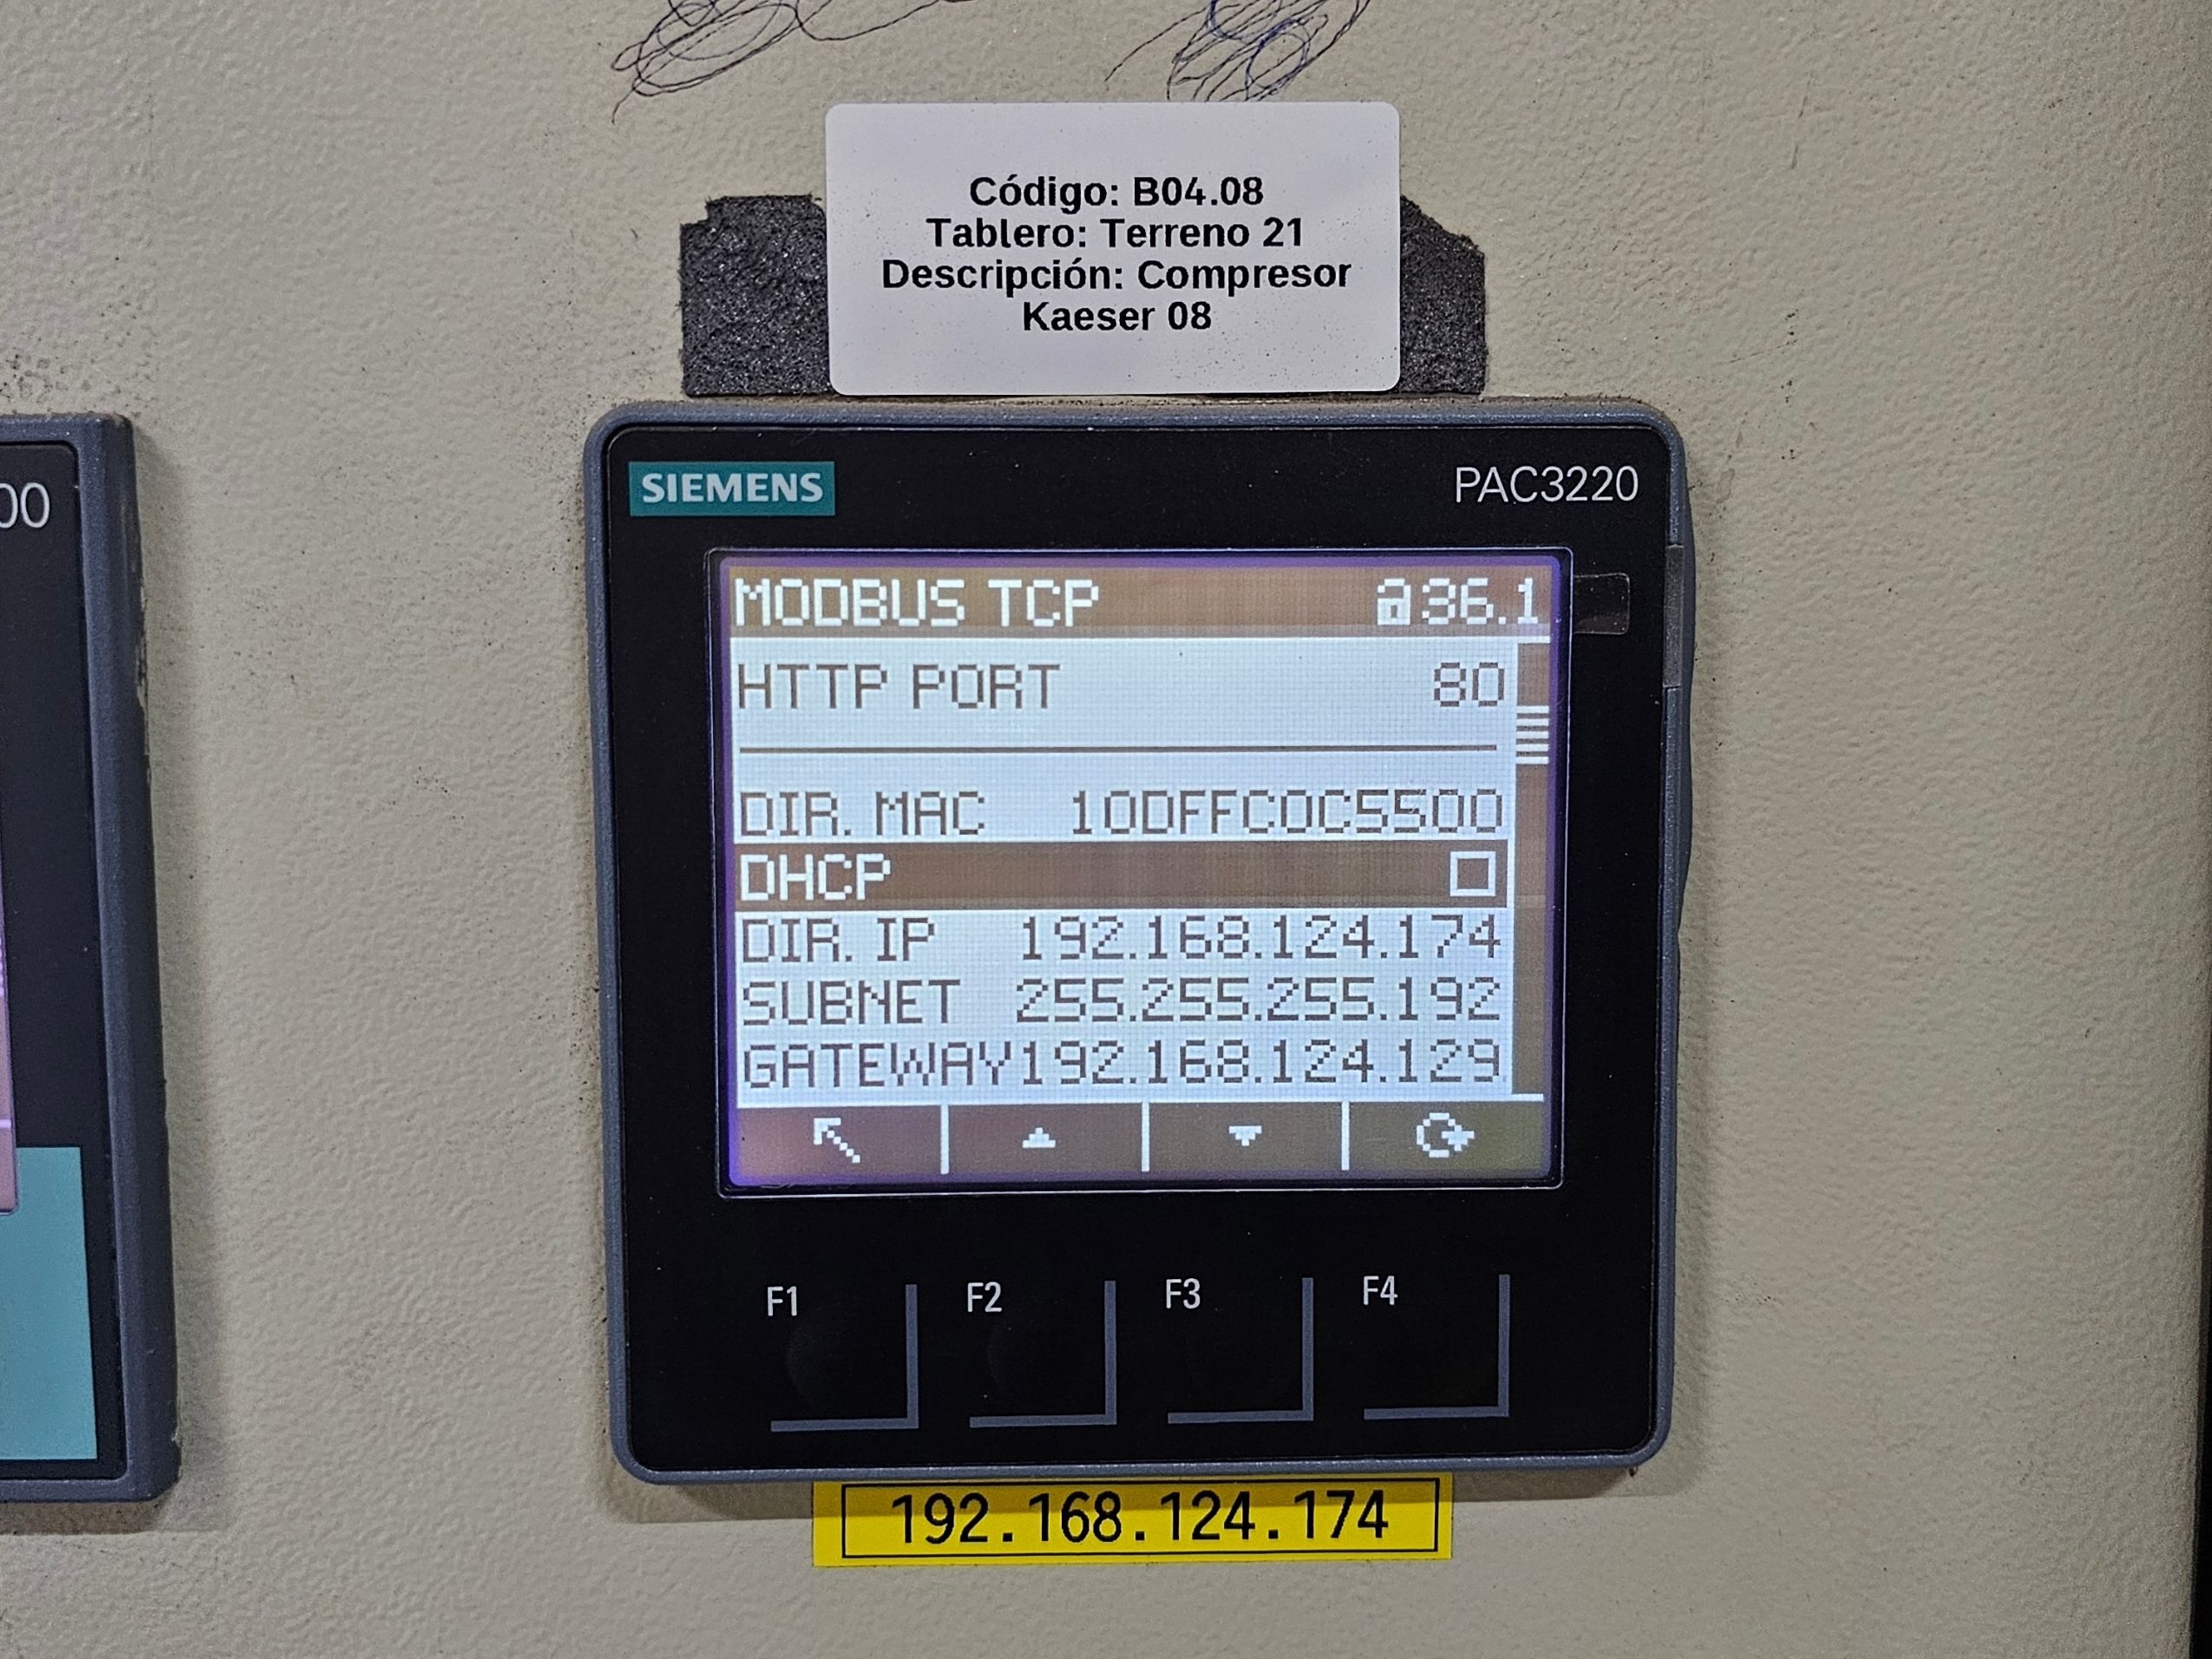 Código: B04.08
Tablero: Terreno 21
Descripción: Compresor
Kaeser 08
00
SIEMENS
PAC3220
MODBUS TCP 36.1
HTTP PORT 80
DIR. MAC 10DFFC0C5500
DHCP
DIR. IP 192.168.124.174
SUBNET 255.255.255.192
GATEWAY192.168.124.129
F1 F2 F3 F4
192.168.124.174